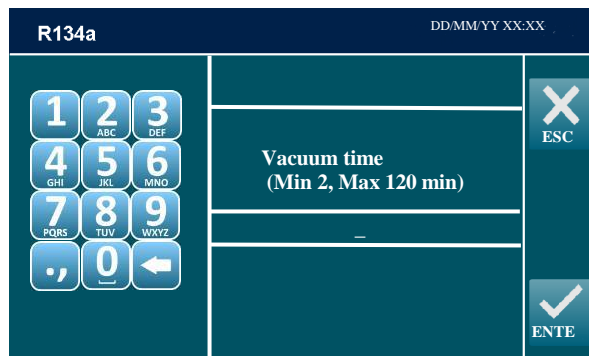 R134a
DD/MM/YY XX:XX
1 2 3
ABC DEF
4 5 6
GHI JKL MNO
7 8 9
PQRS TUV WXYZ
., 0
Vacuum time
(Min 2, Max 120 min)
_
ESC
ENTE